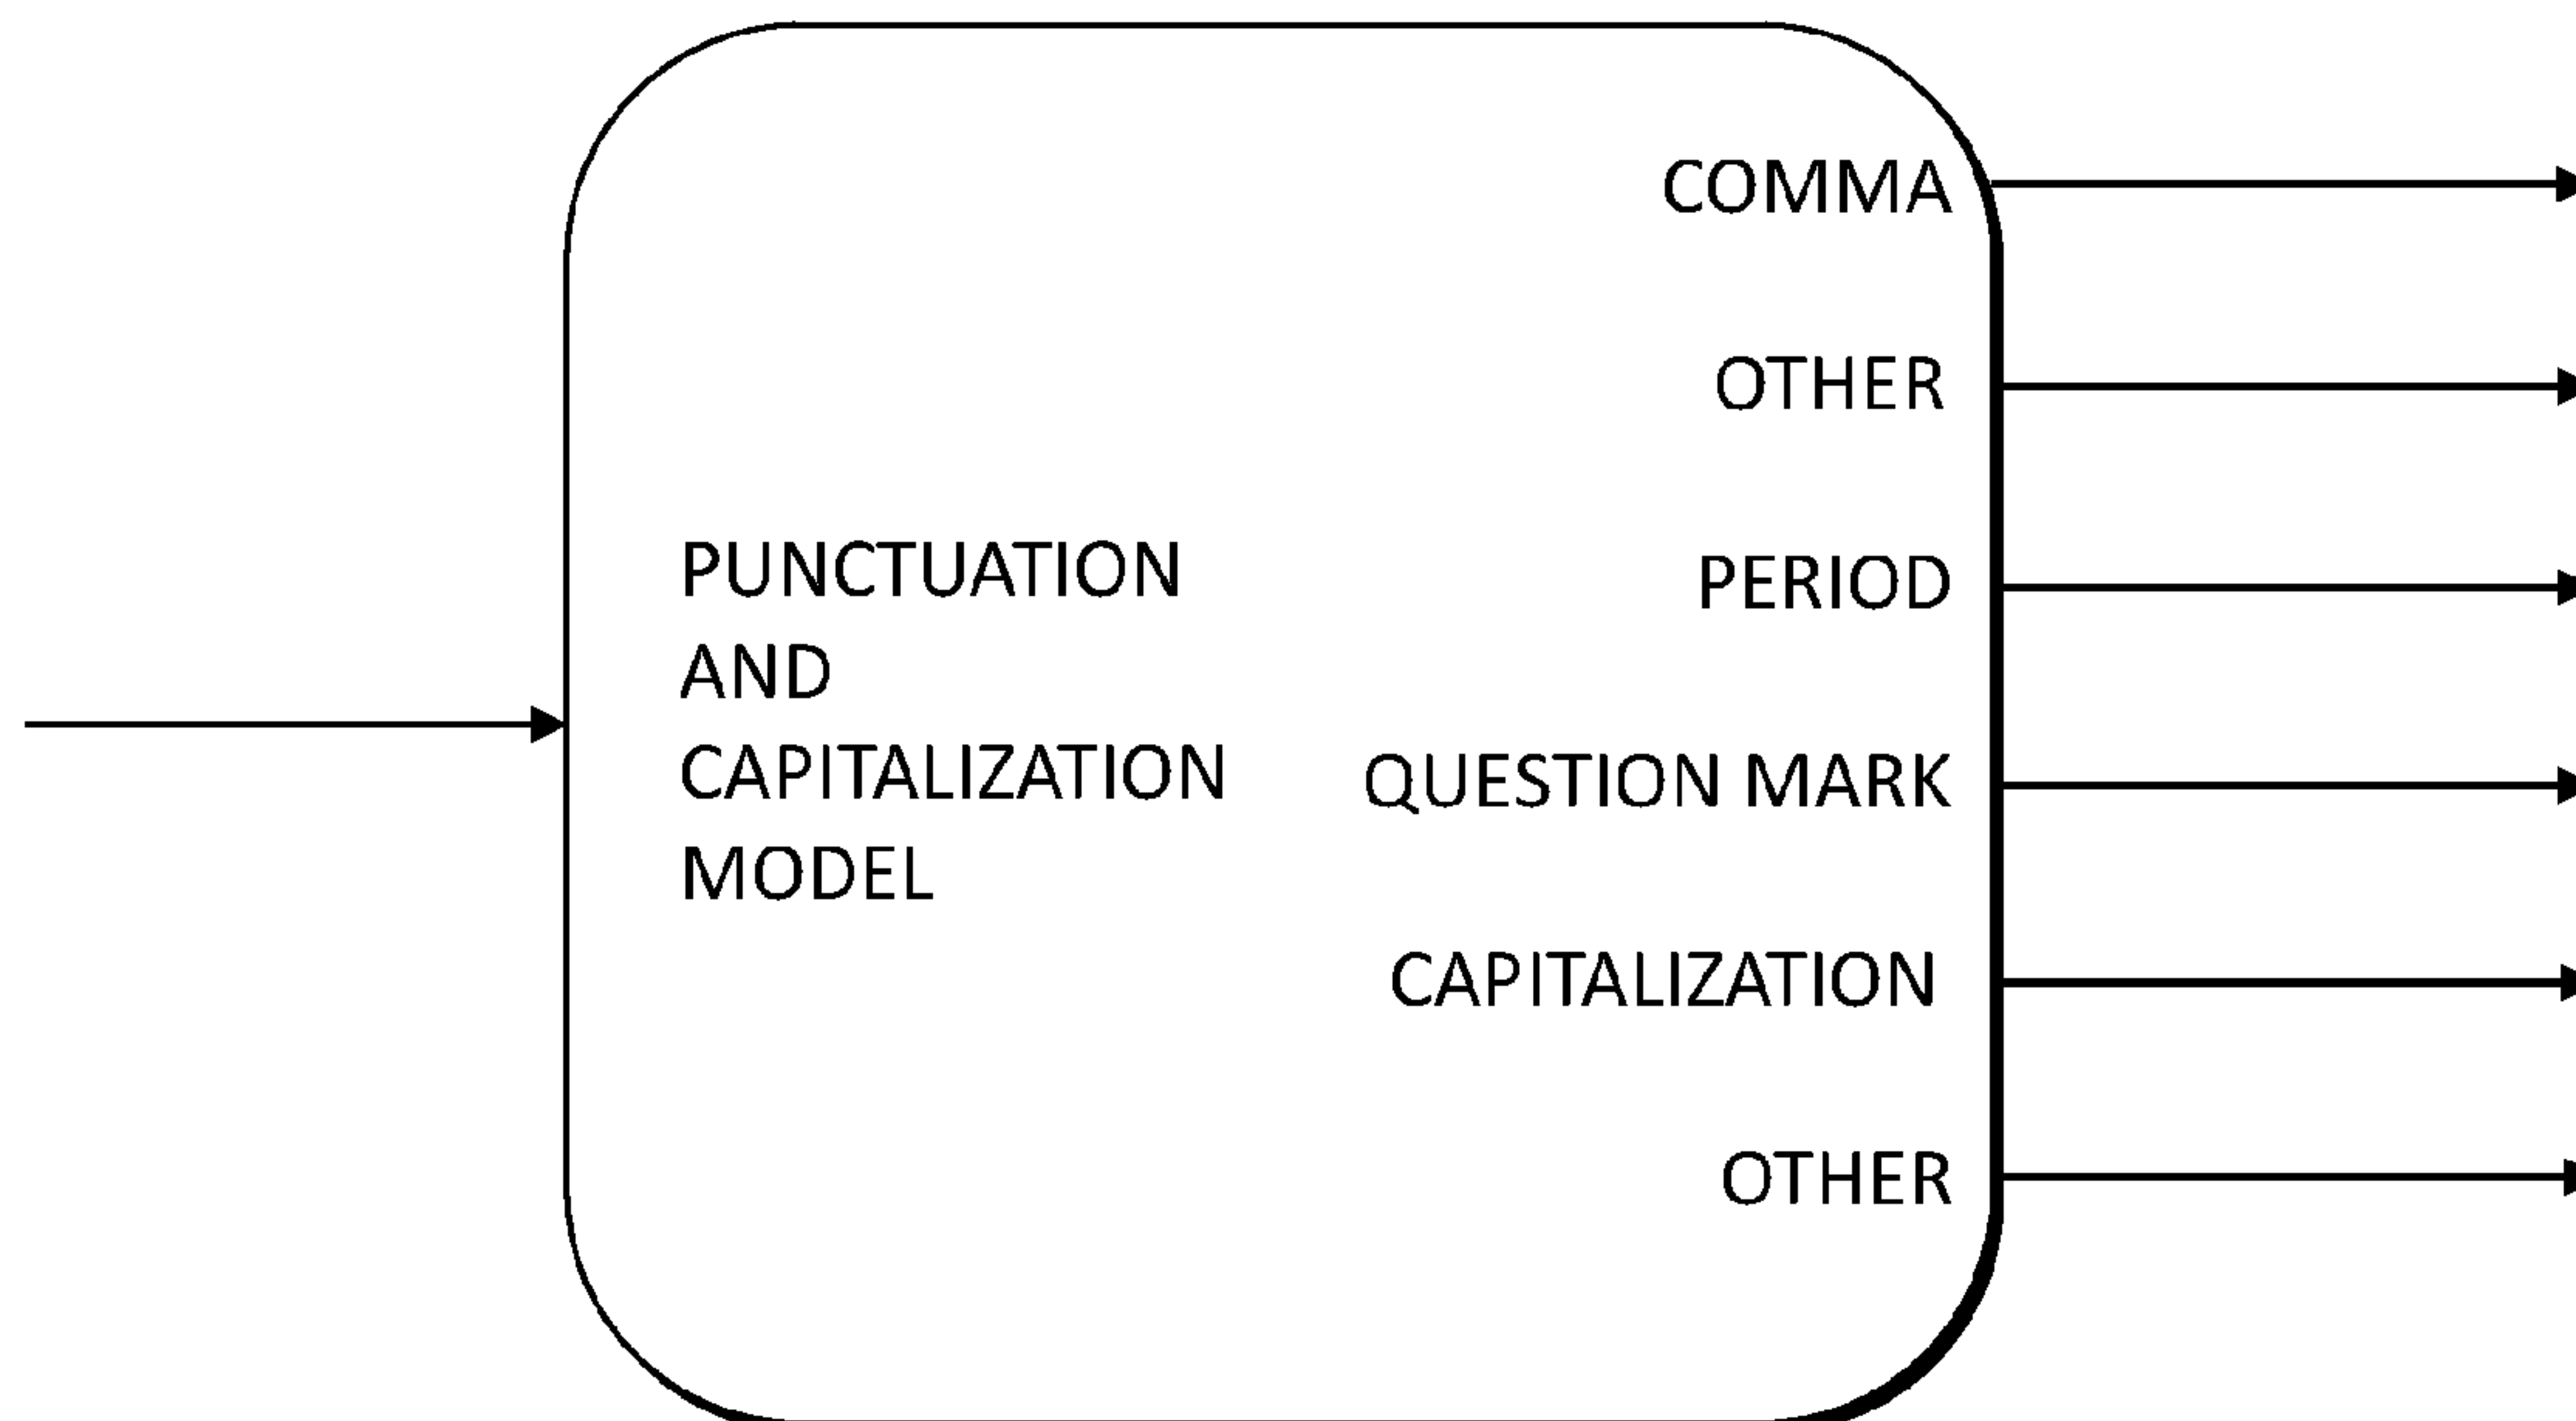 COMMA
OTHER
PERIOD
PUNCTUATION
AND
CAPITALIZATION
MODEL
QUESTION MARK
CAPITALIZATION
OTHER